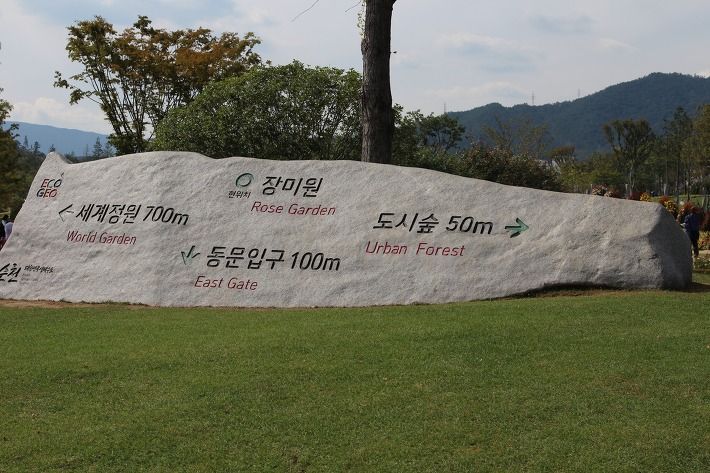 ECO
GEO
← 세계정원 700m
World Garden
현위치
장미원
Rose Garden
동문입구 100m
East Gate
도시숲 50m →
Urban Forest
순천